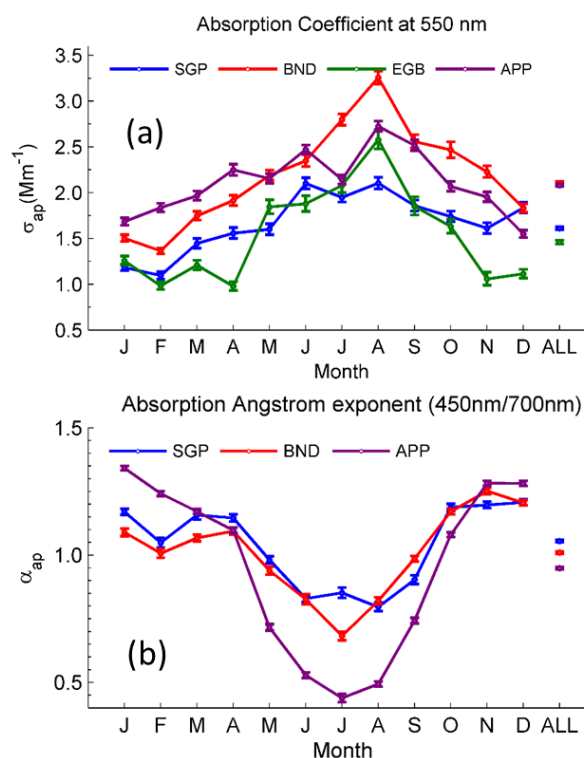 Absorption Coefficient at 550 nm
3.5
SGP BND EGB APP
3.0
(a)
2.5
σap(Mm⁻¹)
2.0
1.5
1.0
0.5
J F M A M J J A S O N D ALL
Month
Absorption Angstrom exponent (450nm/700nm)
1.5
SGP BND APP
αap
1.0
(b)
0.5
J F M A M J J A S O N D ALL
Month